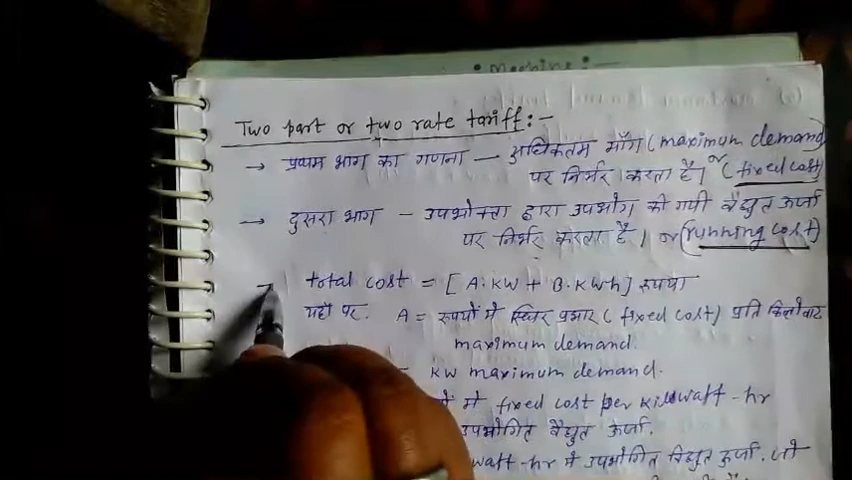 • Machine :-
Two part or two rate tariff :-
→ प्रथम भाग का गणना — अधिकतम माँग (maximum demand)
पर निर्भर करता है। or (fixed cost)
→ दुसरा भाग - उपभोक्ता द्वारा उपभोग की गयी वैद्युत ऊर्जा
पर निर्भर करता है। or (running cost)
total cost = [A.KW + B.KWh] रुपया
यहाँ पर. A = रुपयों में स्थिर प्रभार (fixed cost) प्रति किलोवाट
maximum demand.
KW maximum demand.
में fixed cost per kilowatt-hr
उपभोगित वैद्युत ऊर्जा.
watt-hr में उपभोगित विद्युत ऊर्जा. जो